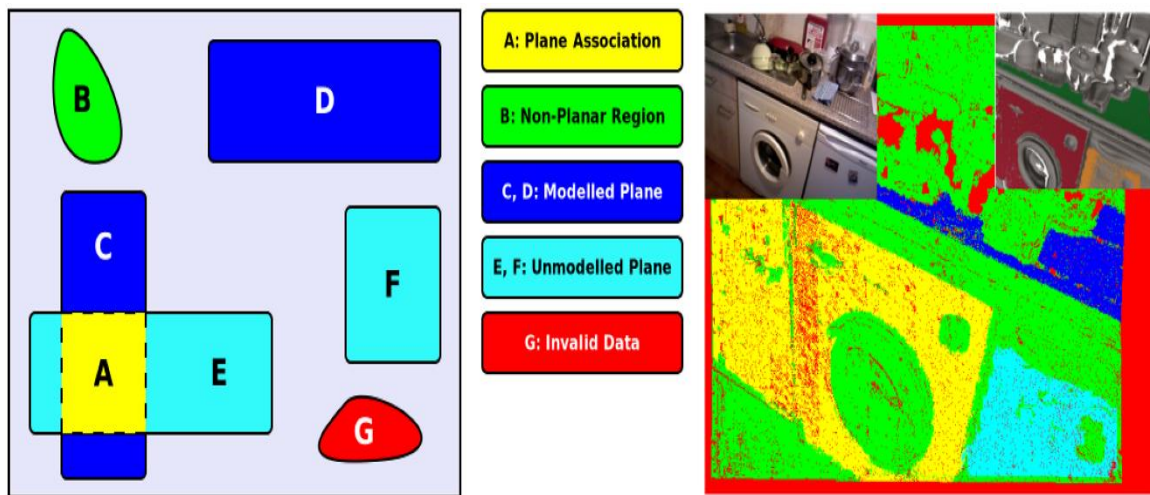 B
D
C
F
A
E
G
A: Plane Association
B: Non-Planar Region
C, D: Modelled Plane
E, F: Unmodelled Plane
G: Invalid Data